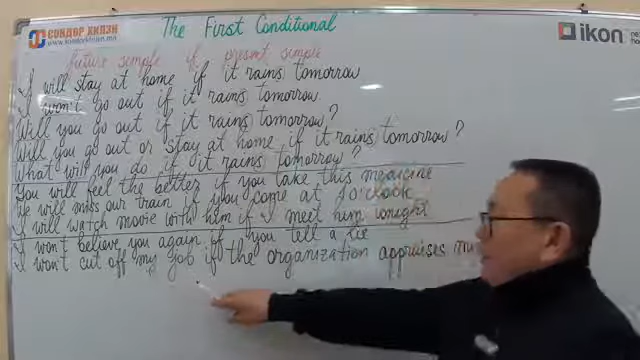 СОНДОР ХИЛЭН
www.sondorhilen.mn
The First Conditional
ikon
future simple if present simple
I will stay at home if it rains tomorrow
I won't go out if it rains tomorrow
Will you go out if it rains tomorrow?
Will you go out or stay at home if it rains tomorrow?
What will you do if it rains tomorrow?
You will feel the better if you take this medicine
We will miss our train if you come at 1 o'clock
I will watch movie with him if I meet him tonight
I won't believe you again if you tell a lie
I won't cut off my job if the organization appraises